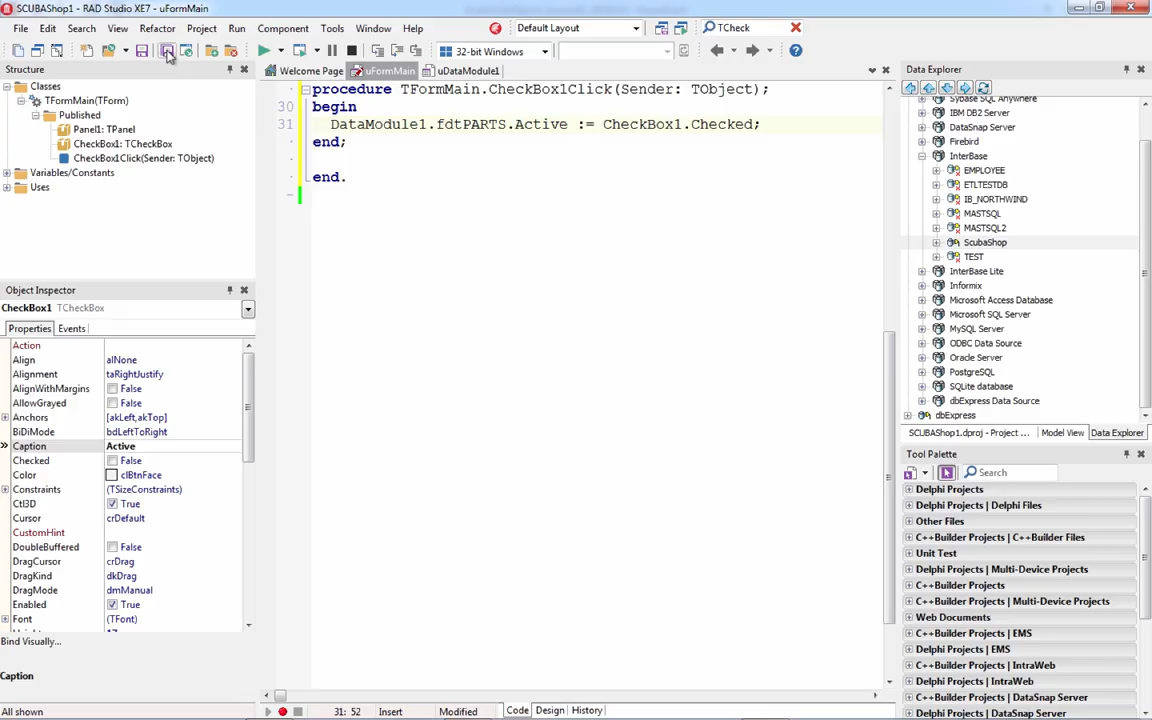 SCUBAShop1 - RAD Studio XE7 - uFormMain
File Edit Search View Refactor Project Run Component Tools Window Help
Default Layout
TCheck
32-bit Windows
Structure
Classes
TFormMain(TForm)
Published
Panel1: TPanel
CheckBox1: TCheckBox
CheckBox1Click(Sender: TObject)
Variables/Constants
Uses
Object Inspector
CheckBox1 TCheckBox
Properties Events
Action
Align alNone
Alignment taRightJustify
AlignWithMargins False
AllowGrayed False
Anchors [akLeft,akTop]
BiDiMode bdLeftToRight
Caption Active
Checked False
Color clBtnFace
Constraints (TSizeConstraints)
Ctl3D True
Cursor crDefault
CustomHint
DoubleBuffered False
DragCursor crDrag
DragKind dkDrag
DragMode dmManual
Enabled True
Font (TFont)
Bind Visually...
Caption
All shown
Welcome Page uFormMain uDataModule1
procedure TFormMain.CheckBox1Click(Sender: TObject);
30 begin
31 DataModule1.fdtPARTS.Active := CheckBox1.Checked;
end;
end.
31: 52 Insert Modified Code Design History
Data Explorer
Sybase SQL Anywhere
IBM DB2 Server
DataSnap Server
Firebird
InterBase
EMPLOYEE
ETLTESTDB
IB_NORTHWIND
MASTSQL
MASTSQL2
ScubaShop
TEST
InterBase Lite
Informix
Microsoft Access Database
Microsoft SQL Server
MySQL Server
ODBC Data Source
Oracle Server
PostgreSQL
SQLite database
dbExpress Data Source
dbExpress
SCUBAShop1.dproj - Project ... Model View Data Explorer
Tool Palette
Search
Delphi Projects
Delphi Projects | Delphi Files
Other Files
C++Builder Projects | C++Builder Files
Unit Test
Delphi Projects | Multi-Device Projects
C++Builder Projects
C++Builder Projects | Multi-Device Projects
Web Documents
C++Builder Projects | EMS
Delphi Projects | EMS
C++Builder Projects | IntraWeb
Delphi Projects | IntraWeb
C++Builder Projects | DataSnap Server
Delphi Projects | DataSnap Server